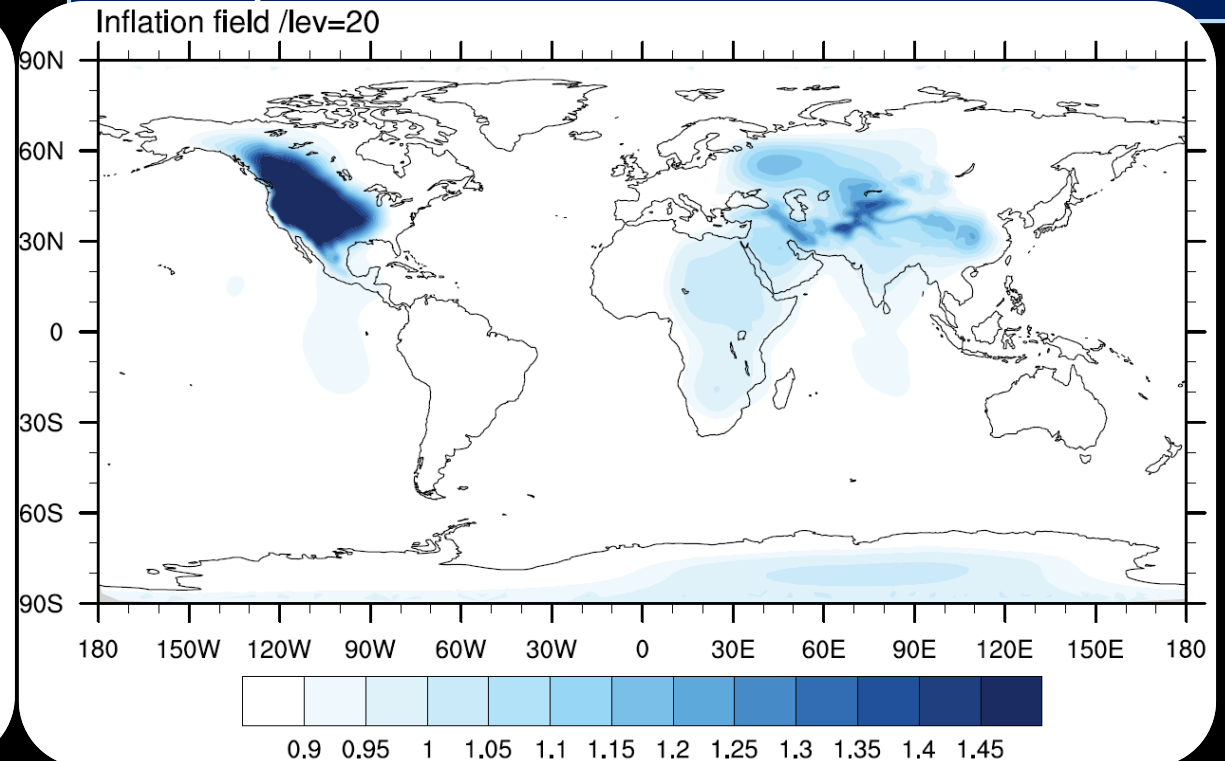 Inflation field /lev=20
90N
60N
30N
0
30S
60S
90S
180 150W 120W 90W 60W 30W 0 30E 60E 90E 120E 150E 180
0.9 0.95 1 1.05 1.1 1.15 1.2 1.25 1.3 1.35 1.4 1.45